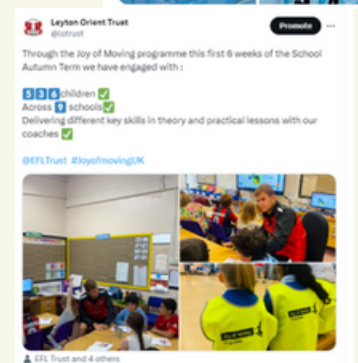 Leyton Orient Trust
@lotrust
Promote
Through the Joy of Moving programme this first 6 weeks of the School
Autumn Term we have engaged with :
536children ✅
Across 9 schools✅
Delivering different key skills in theory and practical lessons with our
coaches ✅
@EFLTrust #JoyofmovingUK
EFL Trust and 4 others